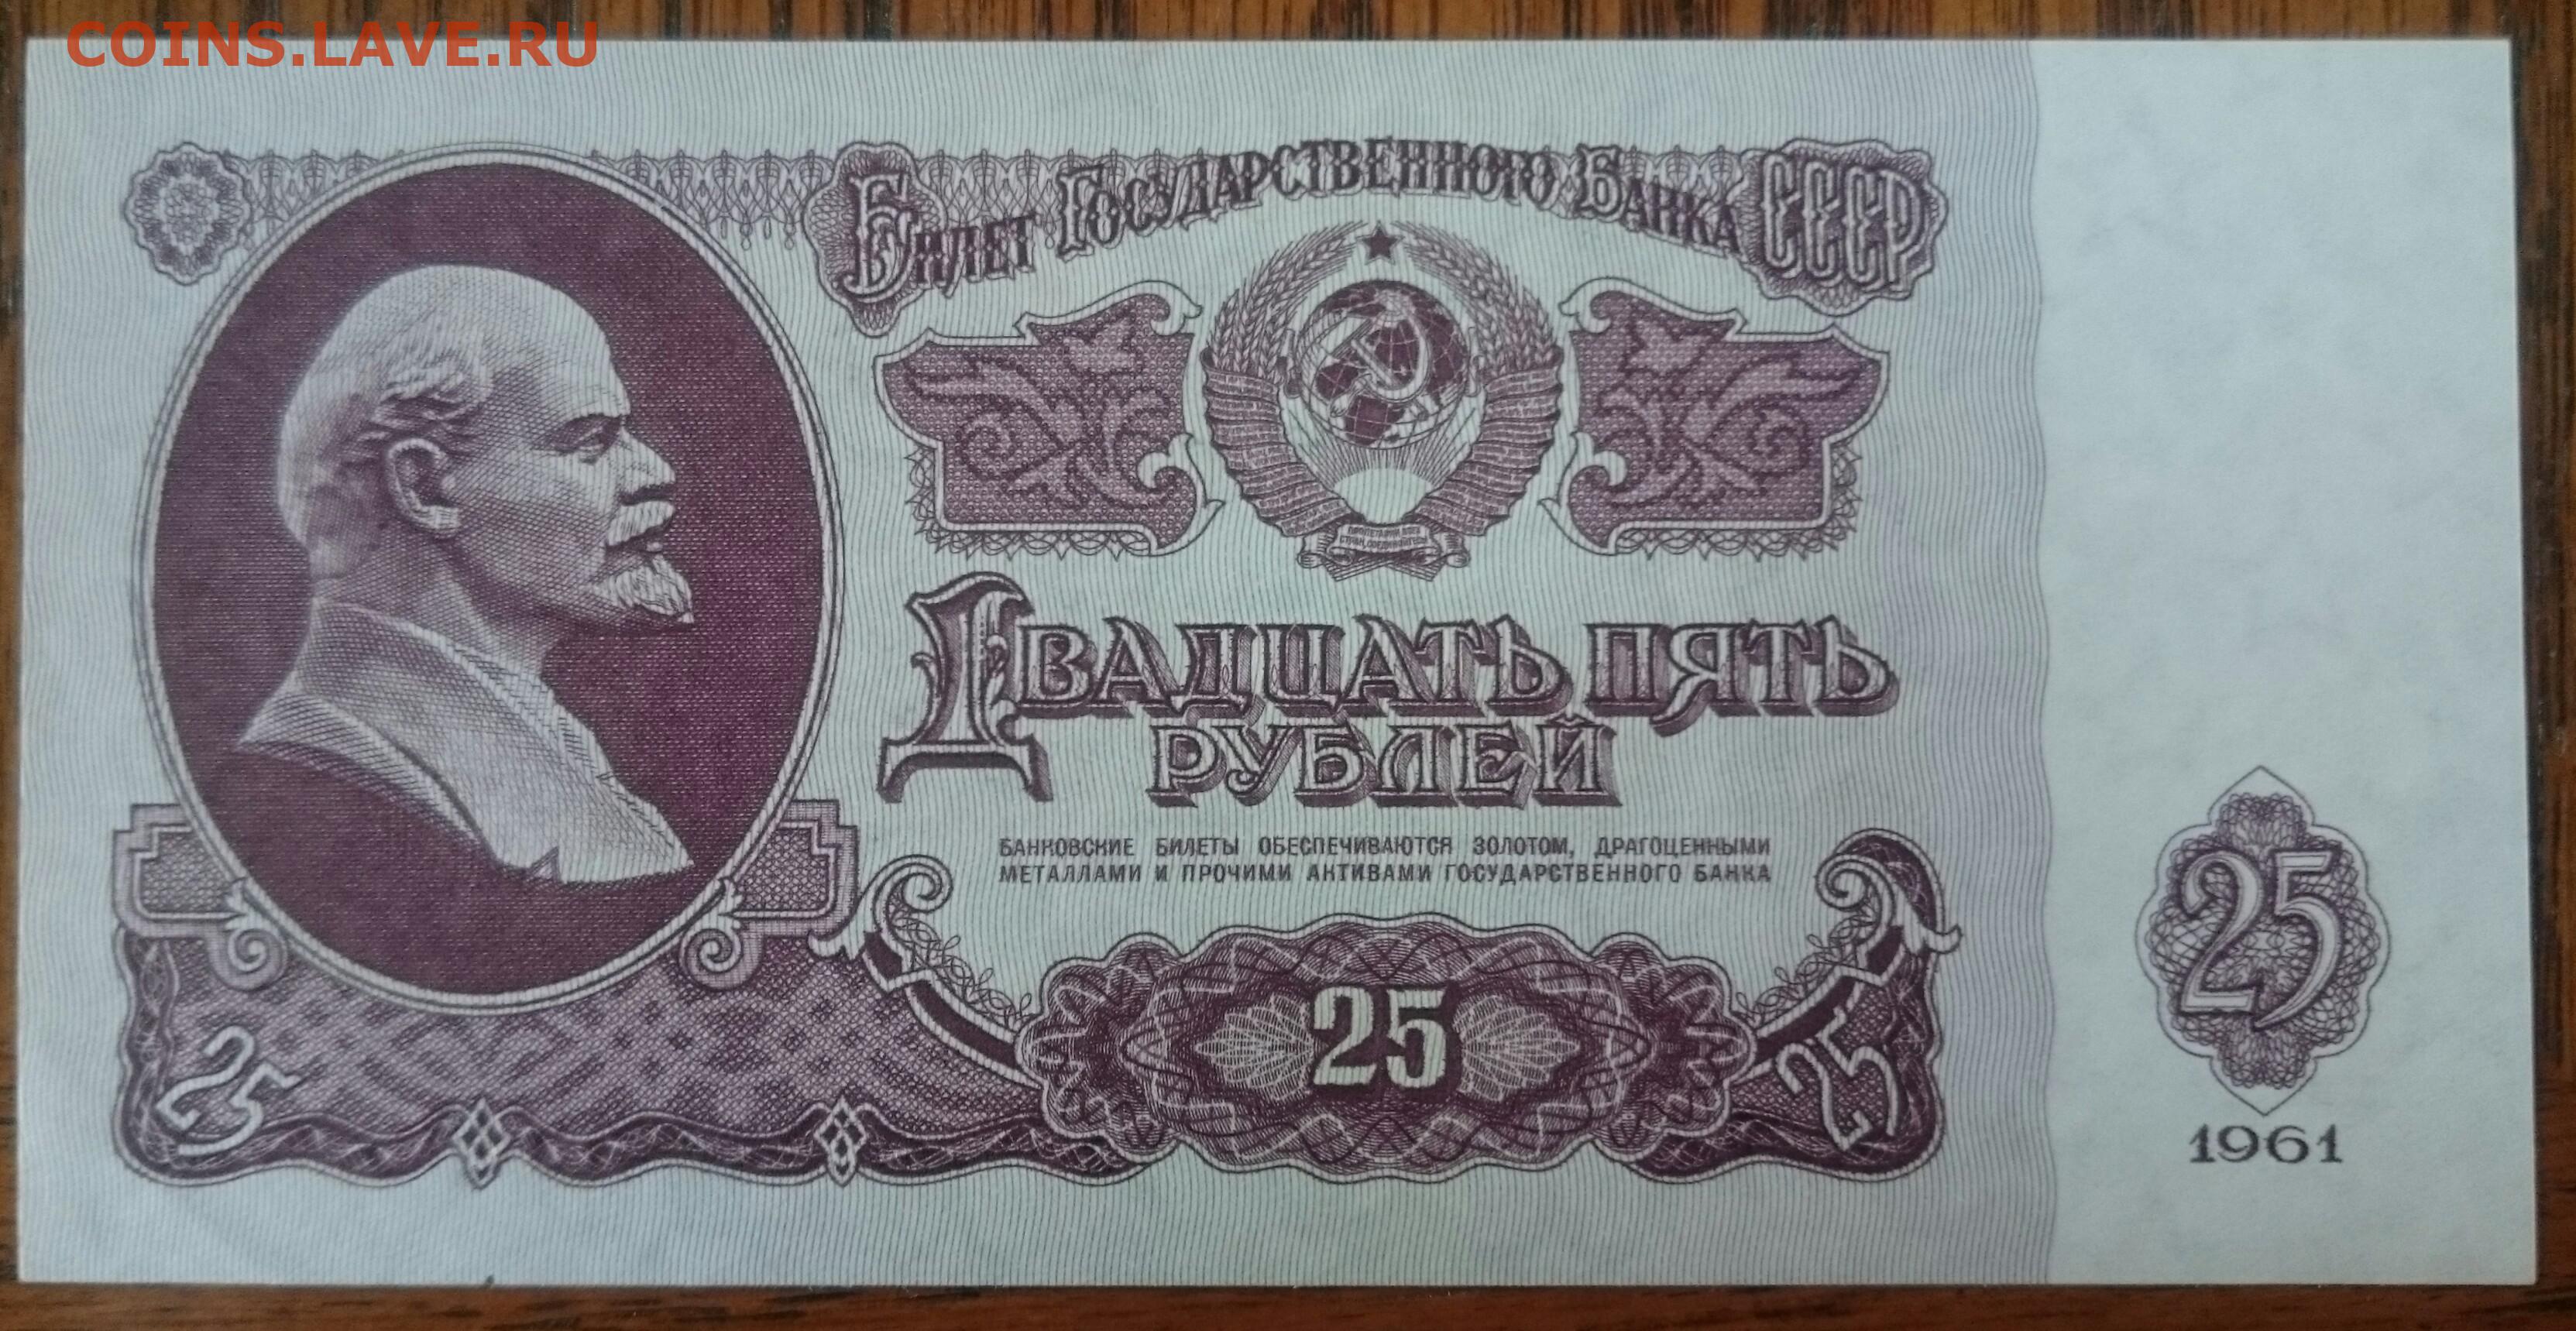 COINS.LAVE.RU
Билет Государственного Банка СССР
Двадцать пять
рублей
БАНКОВСКИЕ БИЛЕТЫ ОБЕСПЕЧИВАЮТСЯ ЗОЛОТОМ, ДРАГОЦЕННЫМИ
МЕТАЛЛАМИ И ПРОЧИМИ АКТИВАМИ ГОСУДАРСТВЕННОГО БАНКА
25
25
25
25
1961